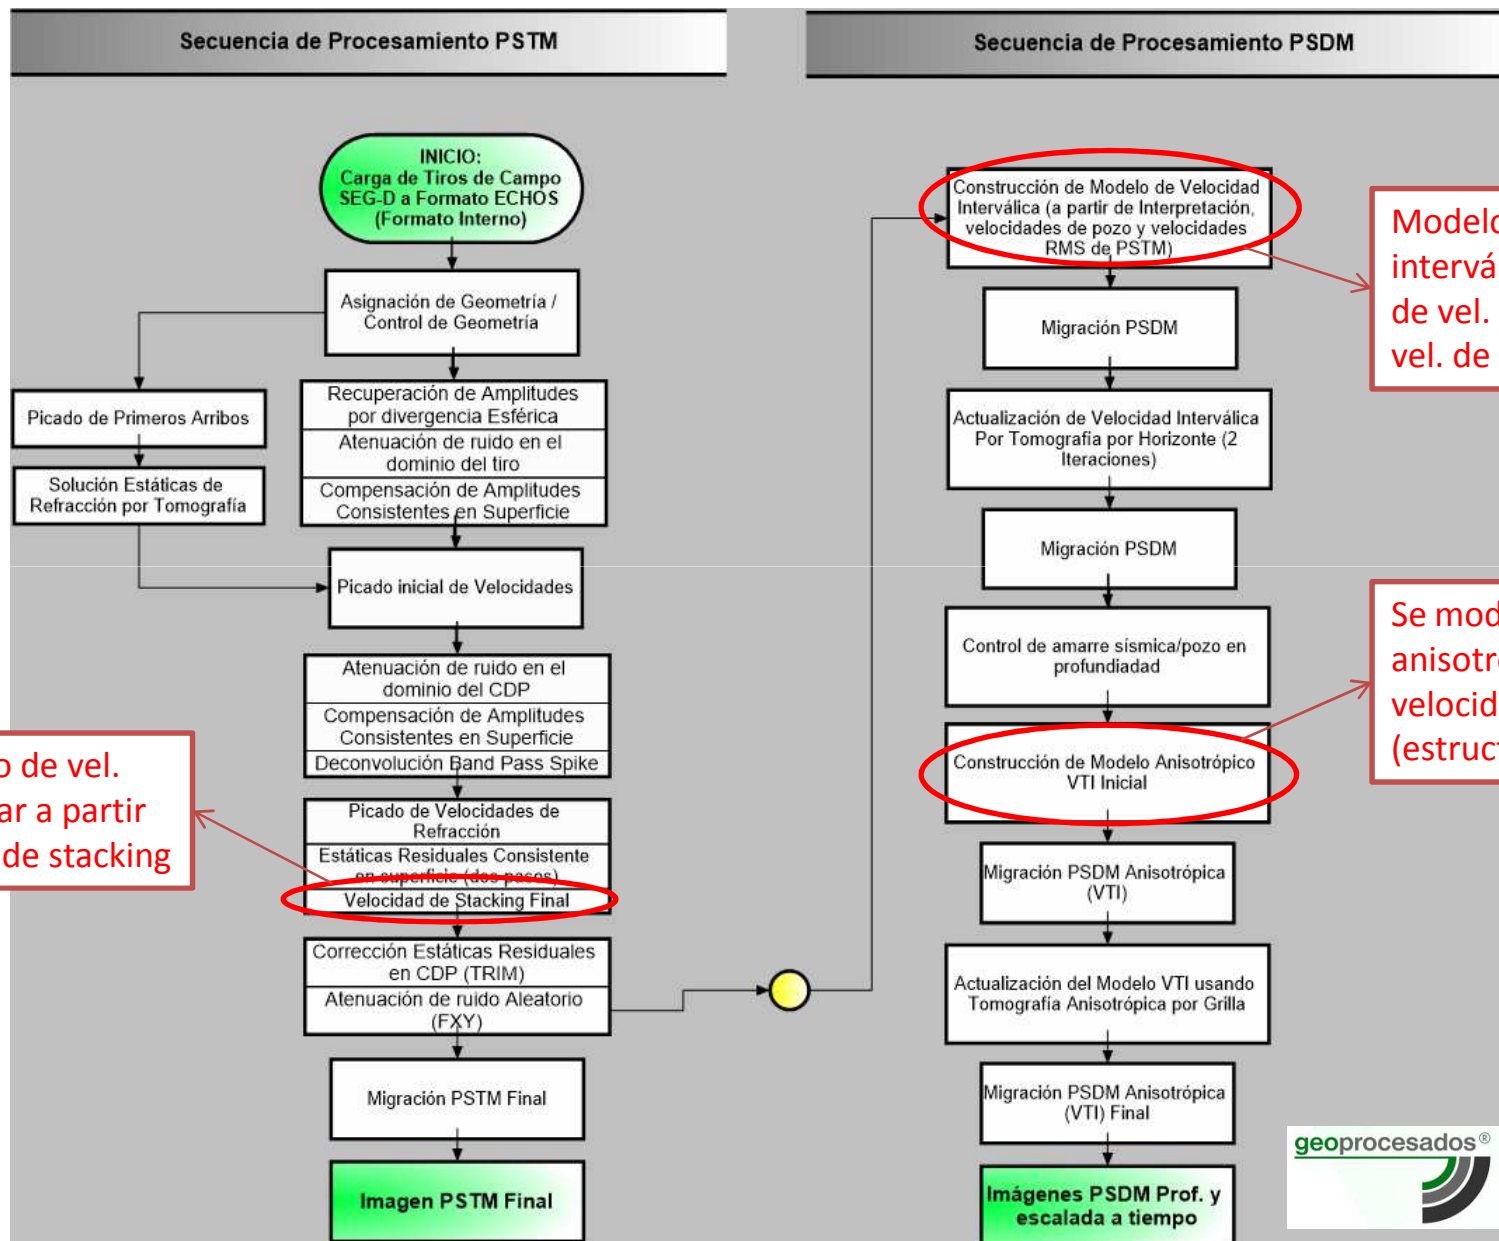 Secuencia de Procesamiento PSTM
INICIO:
Carga de Tiros de Campo
SEG-D a Formato ECHOS
(Formato Interno)
Asignación de Geometría /
Control de Geometría
Picado de Primeros Arribos
Solución Estáticas de
Refracción por Tomografía
Recuperación de Amplitudes
por divergencia Esférica
Atenuación de ruido en el
dominio del tiro
Compensación de Amplitudes
Consistentes en Superficie
Picado inicial de Velocidades
Atenuación de ruido en el
dominio del CDP
Compensación de Amplitudes
Consistentes en Superficie
Deconvolución Band Pass Spike
Picado de Velocidades de
Refracción
Estáticas Residuales Consistente
en superficie (dos pasos)
Velocidad de Stacking Final
o de vel.
ar a partir
de stacking
Corrección Estáticas Residuales
en CDP (TRIM)
Atenuación de ruido Aleatorio
(FXY)
Migración PSTM Final
Imagen PSTM Final
Secuencia de Procesamiento PSDM
Construcción de Modelo de Velocidad
Interválica (a partir de Interpretación,
velocidades de pozo y velocidades
RMS de PSTM)
Modelo
intervá
de vel.
vel. de
Migración PSDM
Actualización de Velocidad Interválica
Por Tomografía por Horizonte (2
Iteraciones)
Migración PSDM
Control de amarre sísmica/pozo en
profundiadad
Se mod
anisotr
velocid
(estruct
Construcción de Modelo Anisotrópico
VTI Inicial
Migración PSDM Anisotrópica
(VTI)
Actualización del Modelo VTI usando
Tomografía Anisotrópica por Grilla
Migración PSDM Anisotrópica
(VTI) Final
Imágenes PSDM Prof. y
escalada a tiempo
geoprocesados®